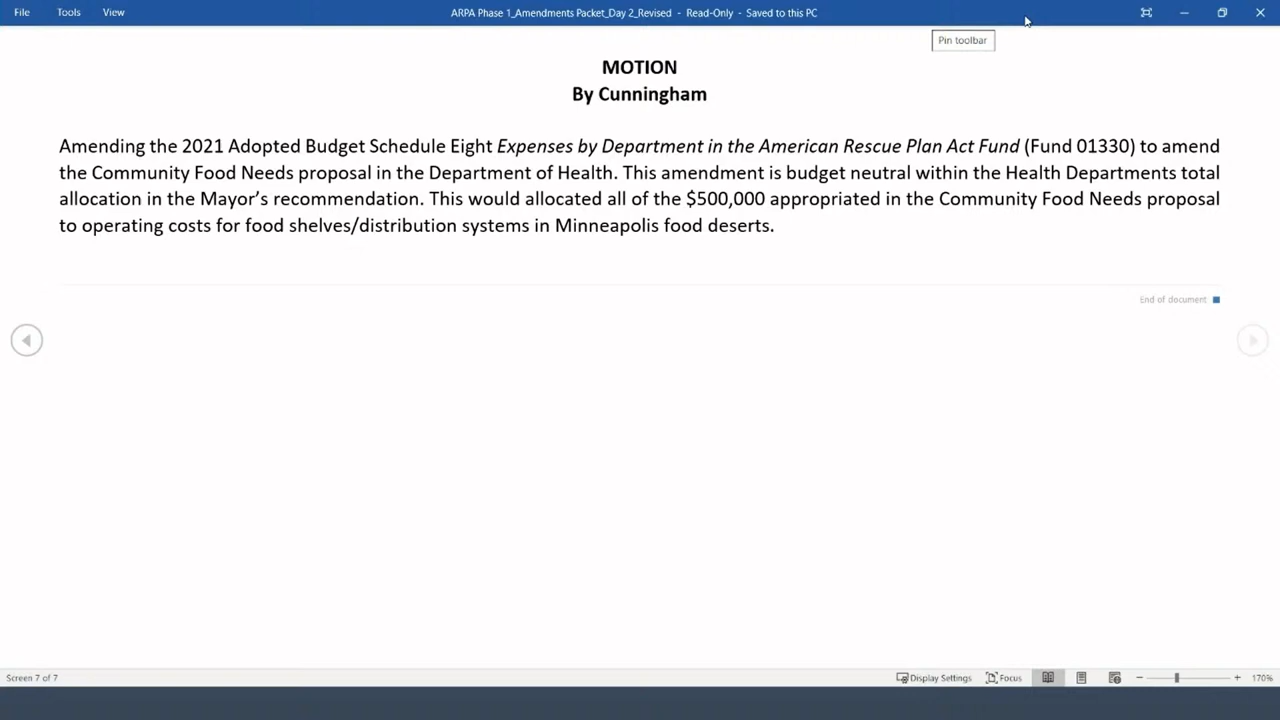 File Tools View ARPA Phase 1_Amendments Packet_Day 2_Revised - Read-Only - Saved to this PC
Pin toolbar
MOTION
By Cunningham
Amending the 2021 Adopted Budget Schedule Eight Expenses by Department in the American Rescue Plan Act Fund (Fund 01330) to amend
the Community Food Needs proposal in the Department of Health. This amendment is budget neutral within the Health Departments total
allocation in the Mayor’s recommendation. This would allocated all of the $500,000 appropriated in the Community Food Needs proposal
to operating costs for food shelves/distribution systems in Minneapolis food deserts.
End of document
Screen 7 of 7 Display Settings Focus 170%